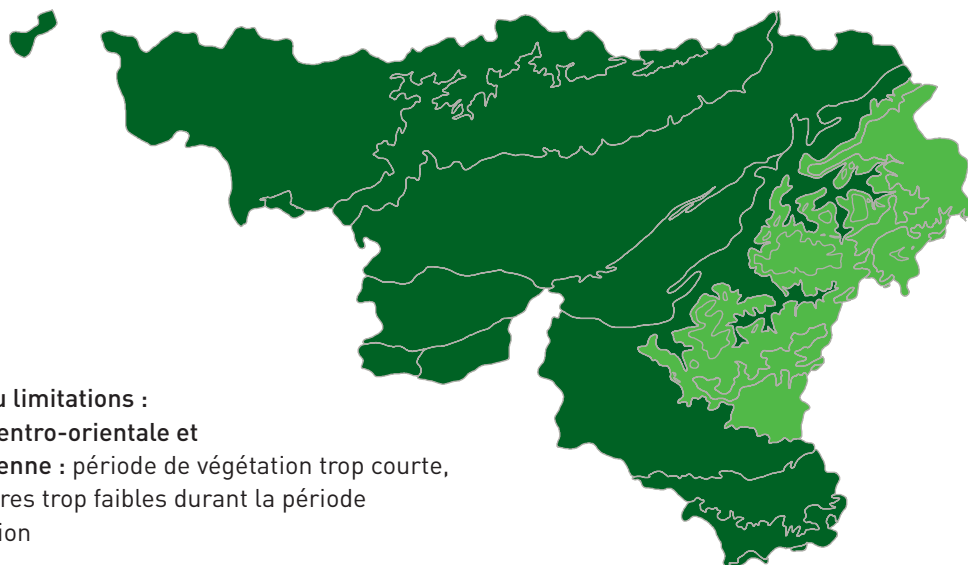 u limitations :
entro-orientale et
enne : période de végétation trop courte,
res trop faibles durant la période
ion